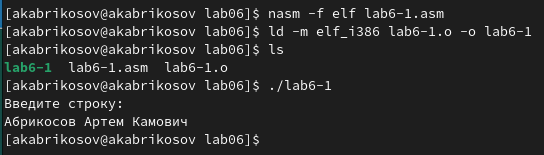 [akabrikosov@akabrikosov lab06]$ nasm -f elf lab6-1.asm
[akabrikosov@akabrikosov lab06]$ ld -m elf_i386 lab6-1.o -o lab6-1
[akabrikosov@akabrikosov lab06]$ ls
lab6-1  lab6-1.asm  lab6-1.o
[akabrikosov@akabrikosov lab06]$ ./lab6-1
Введите строку:
Абрикосов Артем Камович
[akabrikosov@akabrikosov lab06]$